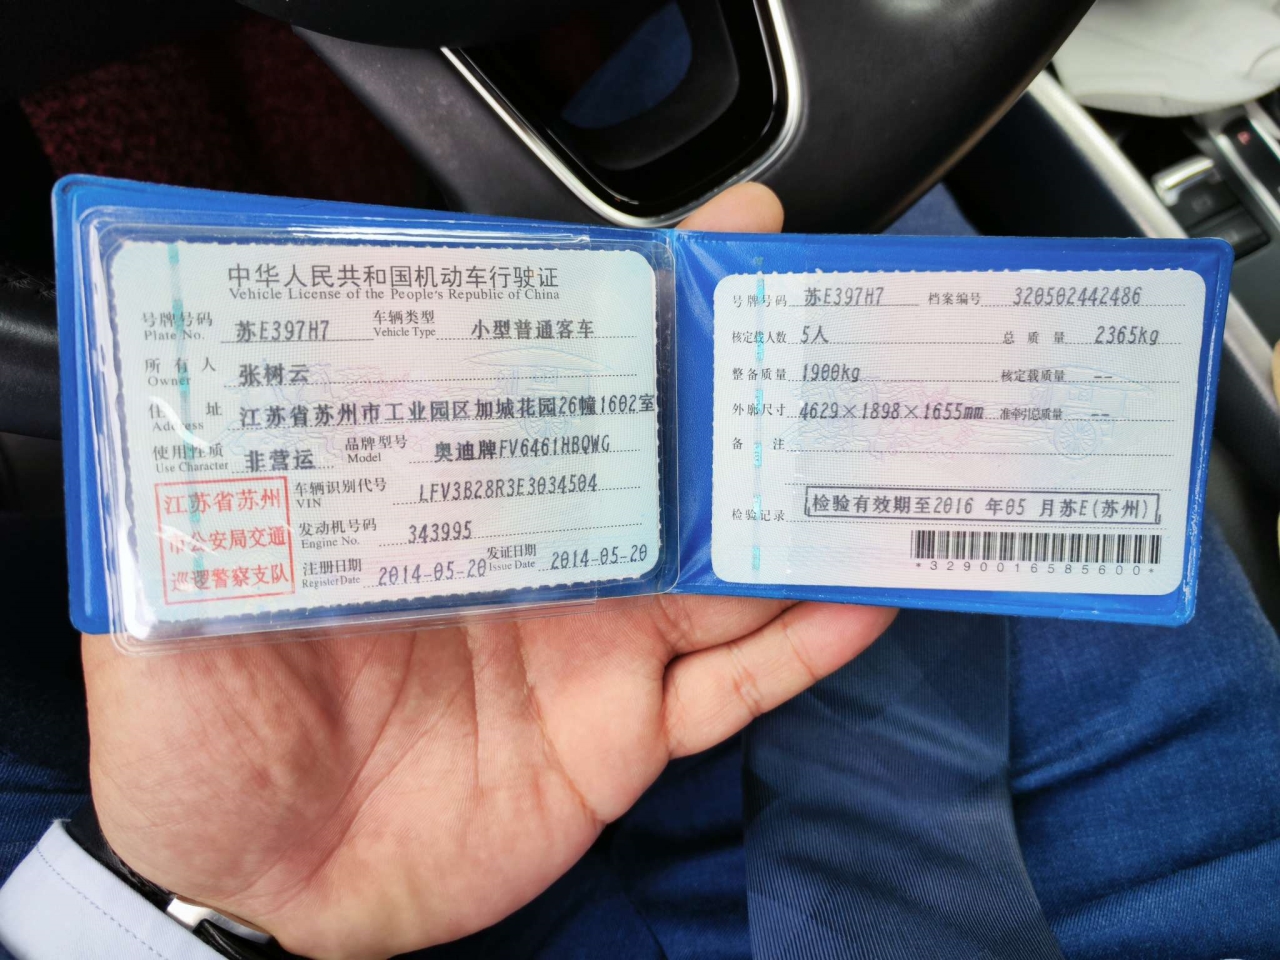 中华人民共和国机动车行驶证
Vehicle License of the People's Republic of China
号牌号码 苏E397H7 车辆类型 小型普通客车
Plate No. Vehicle Type
所有人 张树云
Owner
住址 江苏省苏州市工业园区加城花园26幢1602室
Address
使用性质 非营运 品牌型号 奥迪牌FV6461HBQWG
Use Character Model
江苏省苏州
市公安局交通
巡逻警察支队
车辆识别代号 LFV3B28R3E3034504
VIN
发动机号码 343995
Engine No.
注册日期 2014-05-20 发证日期 2014-05-20
Register Date Issue Date
号牌号码 苏E397H7 档案编号 320502442486
核定载人数 5人 总质量 2365kg
整备质量 1900kg 核定载质量 --
外廓尺寸 4629×1898×1655mm 准牵引总质量 --
备注
检验记录 检验有效期至2016 年05 月苏E(苏州)
*3290016585600*